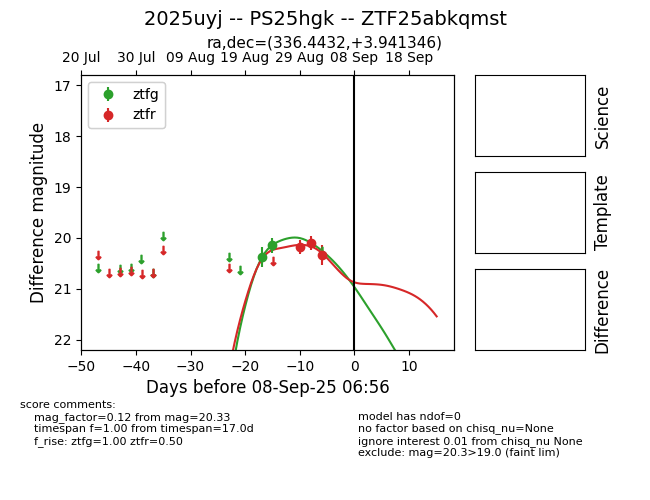 2025uyj -- PS25hgk -- ZTF25abkqmst
ra,dec=(336.4432,+3.941346)
20 Jul 30 Jul 09 Aug 19 Aug 29 Aug 08 Sep 18 Sep
ztfg
ztfr
17
18
19
20
21
22
Difference magnitude
−50 −40 −30 −20 −10 0 10
Days before 08-Sep-25 06:56
Science
Template
Difference
score comments:
mag_factor=0.12 from mag=20.33
timespan f=1.00 from timespan=17.0d
f_rise: ztfg=1.00 ztfr=0.50
model has ndof=0
no factor based on chisq_nu=None
ignore interest 0.01 from chisq_nu None
exclude: mag=20.3>19.0 (faint lim)